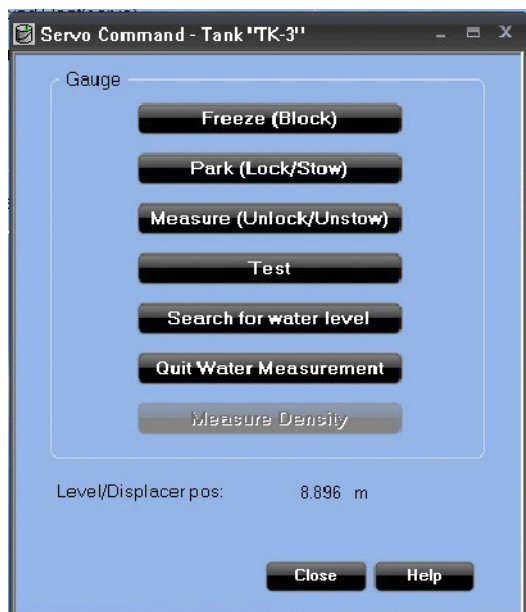 Servo Command - Tank "TK-3"
Gauge
Freeze (Block)
Park (Lock/Stow)
Measure (Unlock/Unstow)
Test
Search for water level
Quit Water Measurement
Measure Density
Level/Displacer pos: 8.896 m
Close Help